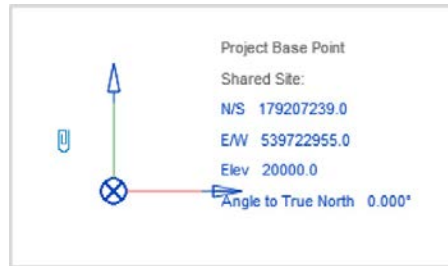 Project Base Point
Shared Site:
N/S 179207239.0
E/W 539722955.0
Elev 20000.0
Angle to True North 0.000°